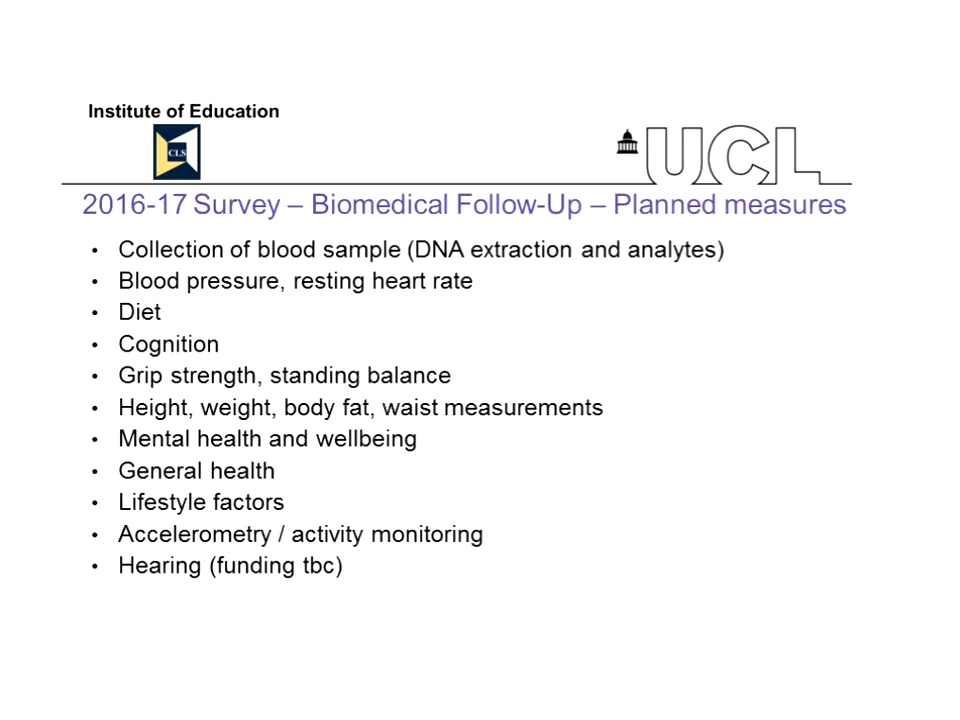 Institute of Education
CLS
UCL
2016-17 Survey – Biomedical Follow-Up – Planned measures
• Collection of blood sample (DNA extraction and analytes)
• Blood pressure, resting heart rate
• Diet
• Cognition
• Grip strength, standing balance
• Height, weight, body fat, waist measurements
• Mental health and wellbeing
• General health
• Lifestyle factors
• Accelerometry / activity monitoring
• Hearing (funding tbc)